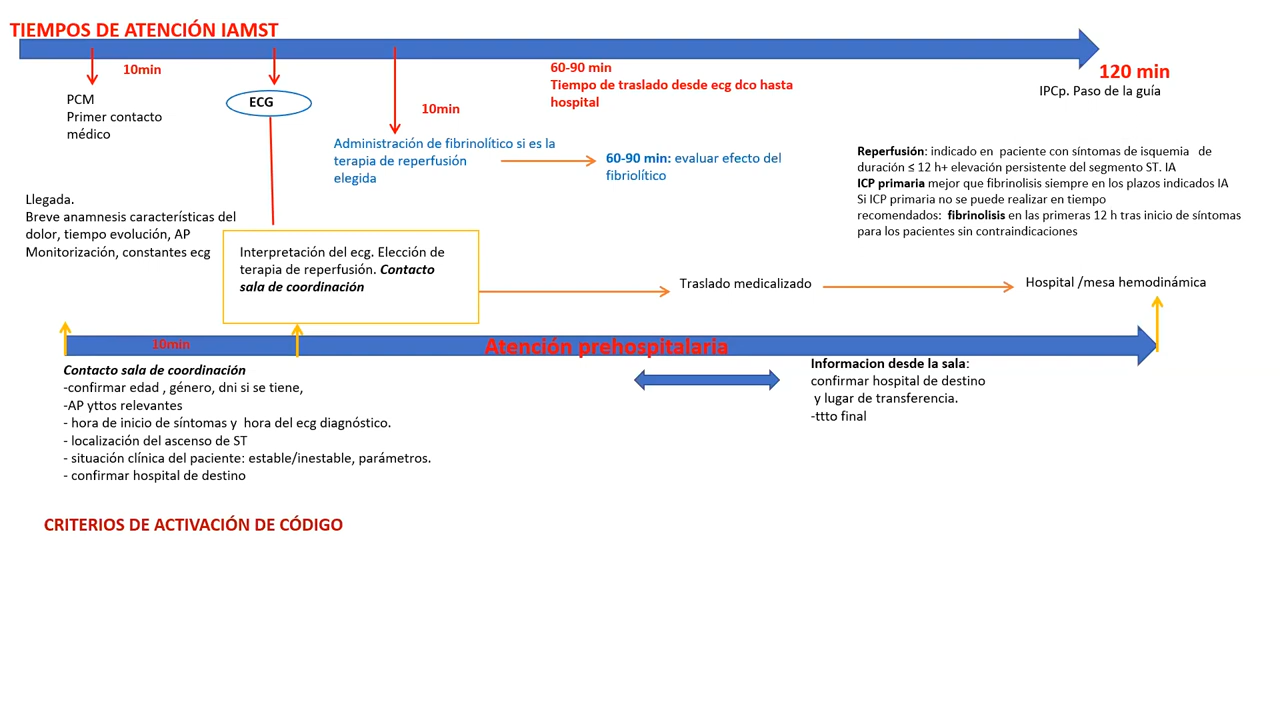 TIEMPOS DE ATENCIÓN IAMST
10min
PCM
Primer contacto
médico
ECG
10min
60-90 min
Tiempo de traslado desde ecg dco hasta
hospital
120 min
IPCp. Paso de la guía
Administración de fibrinolítico si es la
terapia de reperfusión
elegida
60-90 min: evaluar efecto del
fibriolítico
Reperfusión: indicado en paciente con síntomas de isquemia de
duración ≤ 12 h+ elevación persistente del segmento ST. IA
ICP primaria mejor que fibrinolisis siempre en los plazos indicados IA
Si ICP primaria no se puede realizar en tiempo
recomendados: fibrinolisis en las primeras 12 h tras inicio de síntomas
para los pacientes sin contraindicaciones
Llegada.
Breve anamnesis características del
dolor, tiempo evolución, AP
Monitorización, constantes ecg
Interpretación del ecg. Elección de
terapia de reperfusión. Contacto
sala de coordinación
Traslado medicalizado
Hospital /mesa hemodinámica
10min
Atención prehospitalaria
Contacto sala de coordinación
-confirmar edad , género, dni si se tiene,
-AP yttos relevantes
- hora de inicio de síntomas y hora del ecg diagnóstico.
- localización del ascenso de ST
- situación clínica del paciente: estable/inestable, parámetros.
- confirmar hospital de destino
Informacion desde la sala:
confirmar hospital de destino
y lugar de transferencia.
-ttto final
CRITERIOS DE ACTIVACIÓN DE CÓDIGO